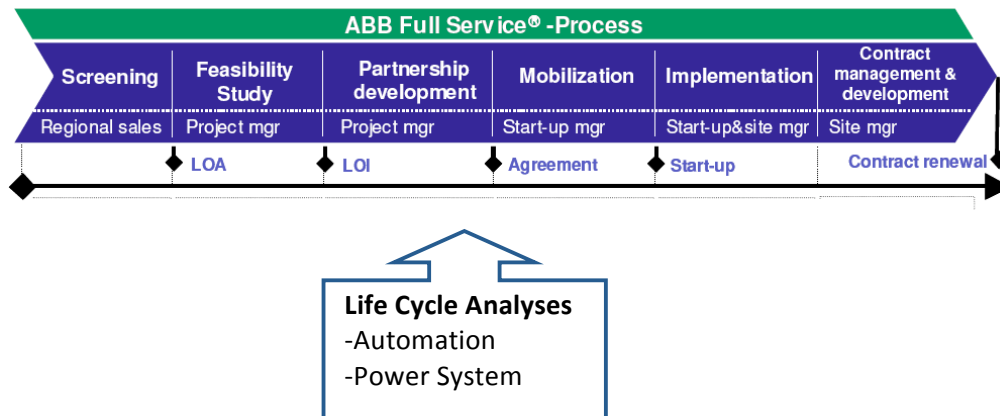 ABB Full Service® -Process
Screening
Feasibility
Study
Partnership
development
Mobilization
Implementation
Contract
management &
development
Regional sales
Project mgr
Project mgr
Start-up mgr
Start-up&site mgr
Site mgr
LOA
LOI
Agreement
Start-up
Contract renewal
Life Cycle Analyses
-Automation
-Power System